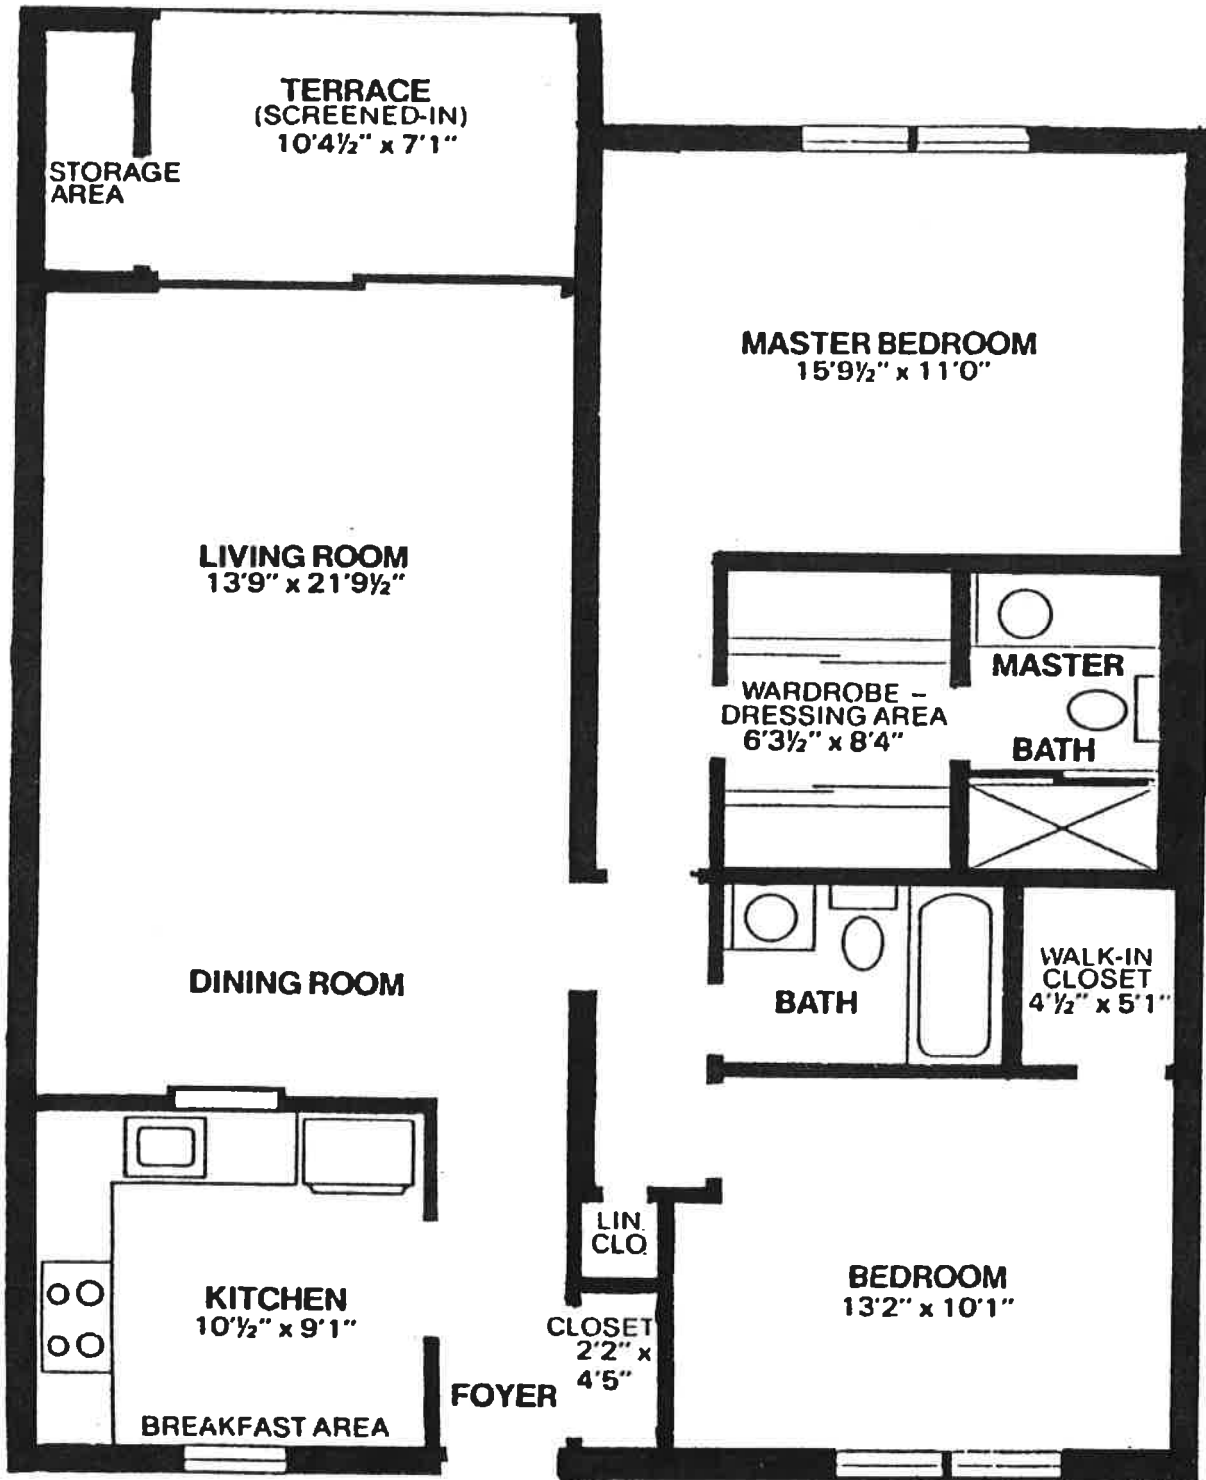 TERRACE
(SCREENED-IN)
10'4½" x 7'1"
STORAGE
AREA
MASTER BEDROOM
15'9½" x 11'0"
LIVING ROOM
13'9" x 21'9½"
MASTER
BATH
WARDROBE –
DRESSING AREA
6'3½" x 8'4"
WALK-IN
CLOSET
4'½" x 5'1"
DINING ROOM
BATH
LIN.
CLO.
KITCHEN
10'½" x 9'1"
BEDROOM
13'2" x 10'1"
CLOSET
2'2" x
4'5"
FOYER
BREAKFAST AREA